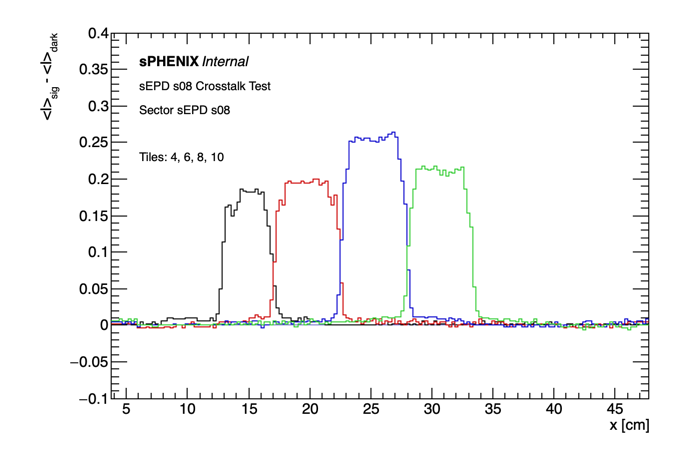 <I>sig - <I>dark
0.4
0.35
0.3
0.25
0.2
0.15
0.1
0.05
0
−0.05
−0.1
sPHENIX Internal
sEPD s08 Crosstalk Test
Sector sEPD s08
Tiles: 4, 6, 8, 10
5 10 15 20 25 30 35 40 45
x [cm]